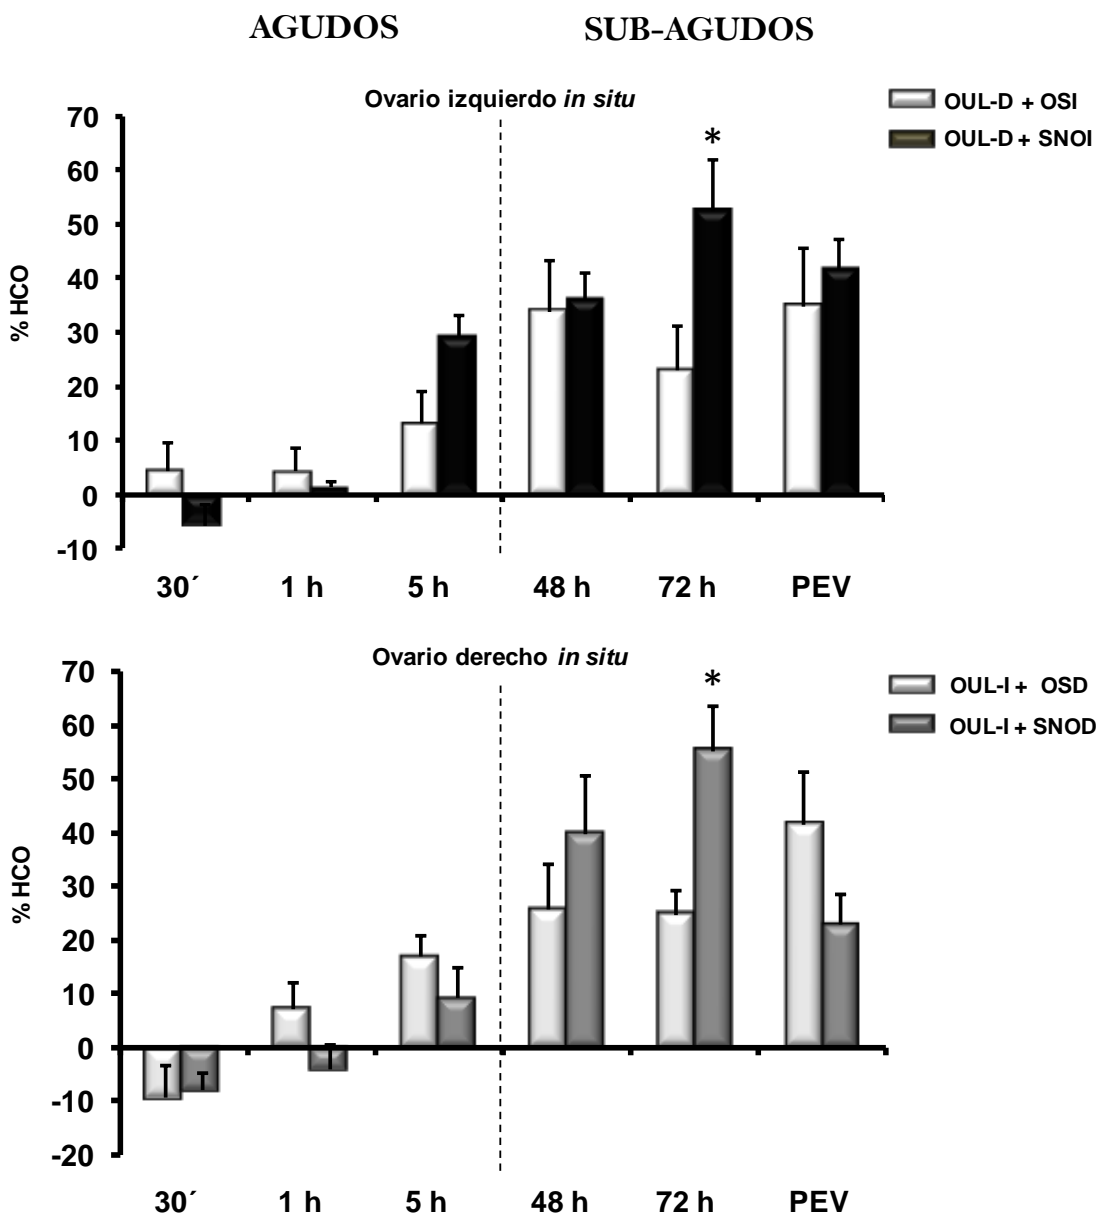 AGUDOS SUB-AGUDOS
Ovario izquierdo in situ
OUL-D + OSI
OUL-D + SNOI
% HCO
70
60
50
40
30
20
10
0
-10
*
30´ 1 h 5 h 48 h 72 h PEV
Ovario derecho in situ
OUL-I + OSD
OUL-I + SNOD
% HCO
70
60
50
40
30
20
10
0
-10
-20
*
30´ 1 h 5 h 48 h 72 h PEV